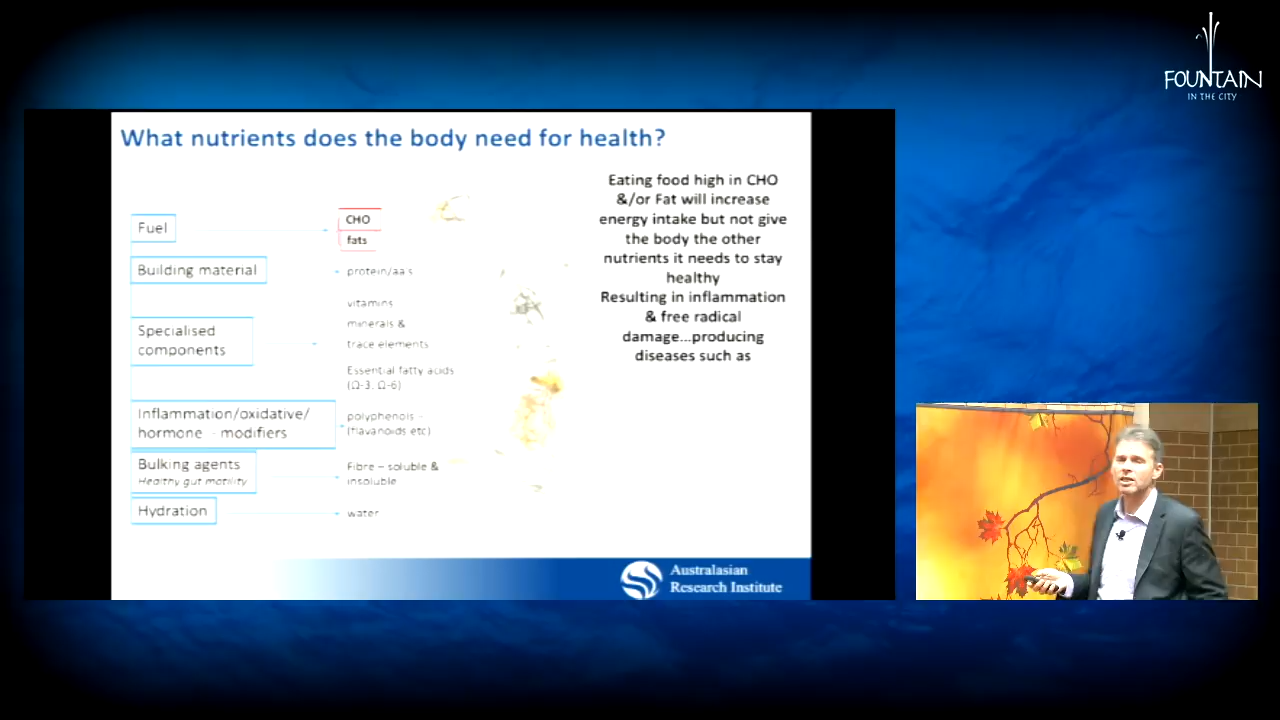 FOUNTAIN
IN THE CITY
What nutrients does the body need for health?
Fuel
CHO
fats
Building material
protein/aa's
Specialised
components
vitamins
minerals &
trace elements
Essential fatty acids
(Ω-3, Ω-6)
Inflammation/oxidative/
hormone - modifiers
polyphenols -
(flavanoids etc)
Bulking agents
Healthy gut motility
Fibre – soluble &
insoluble
Hydration
water
Eating food high in CHO
&/or Fat will increase
energy intake but not give
the body the other
nutrients it needs to stay
healthy
Resulting in inflammation
& free radical
damage...producing
diseases such as
Australasian
Research Institute